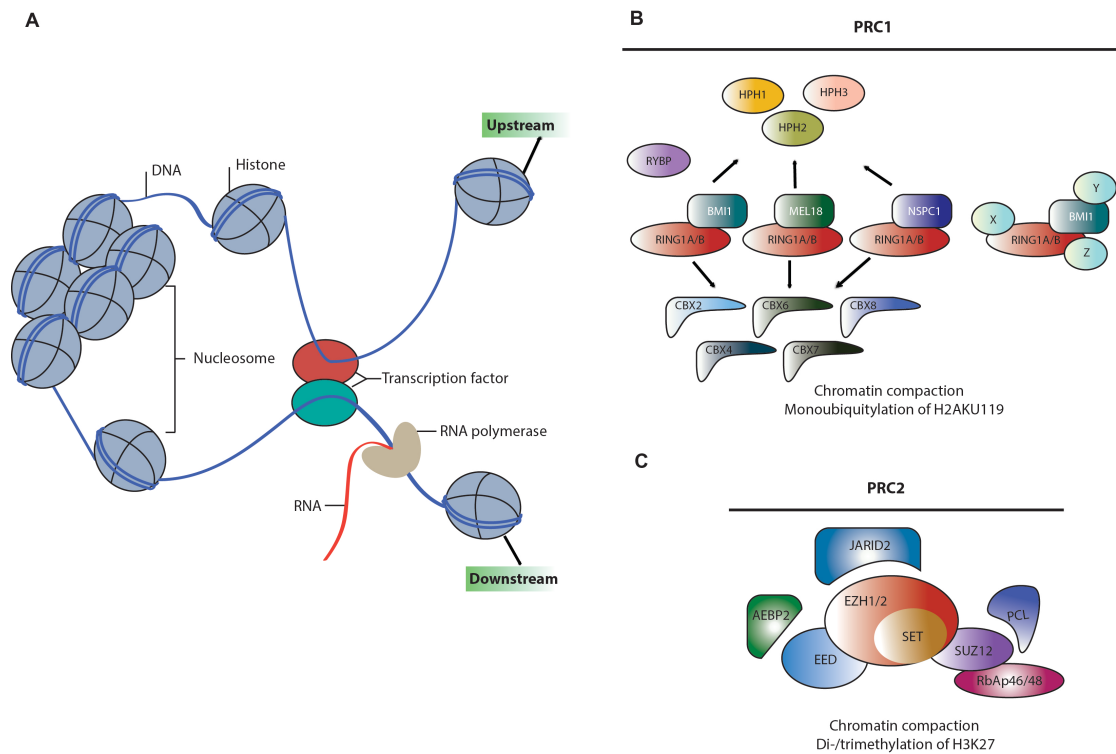 A
Upstream
DNA
Histone
Nucleosome
Transcription factor
RNA polymerase
RNA
Downstream
B
PRC1
HPH1
HPH3
HPH2
RYBP
BMI1
RING1A/B
MEL18
RING1A/B
NSPC1
RING1A/B
Y
X
BMI1
RING1A/B
Z
CBX2
CBX6
CBX8
CBX4
CBX7
Chromatin compaction
Monoubiquitylation of H2AKU119
C
PRC2
JARID2
EZH1/2
AEBP2
PCL
SET
EED
SUZ12
RbAp46/48
Chromatin compaction
Di-/trimethylation of H3K27